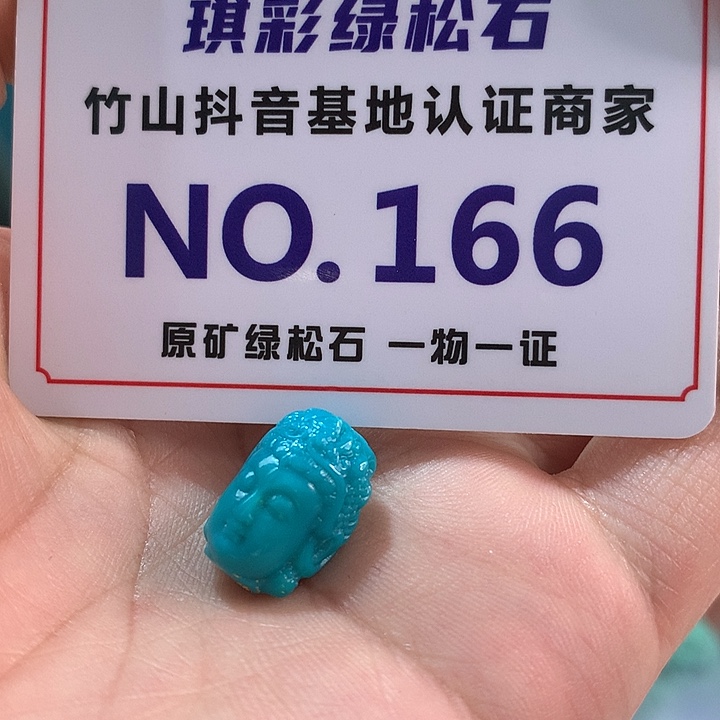 琪彩绿松石
竹山抖音基地认证商家
NO.166
原矿绿松石 一物一证